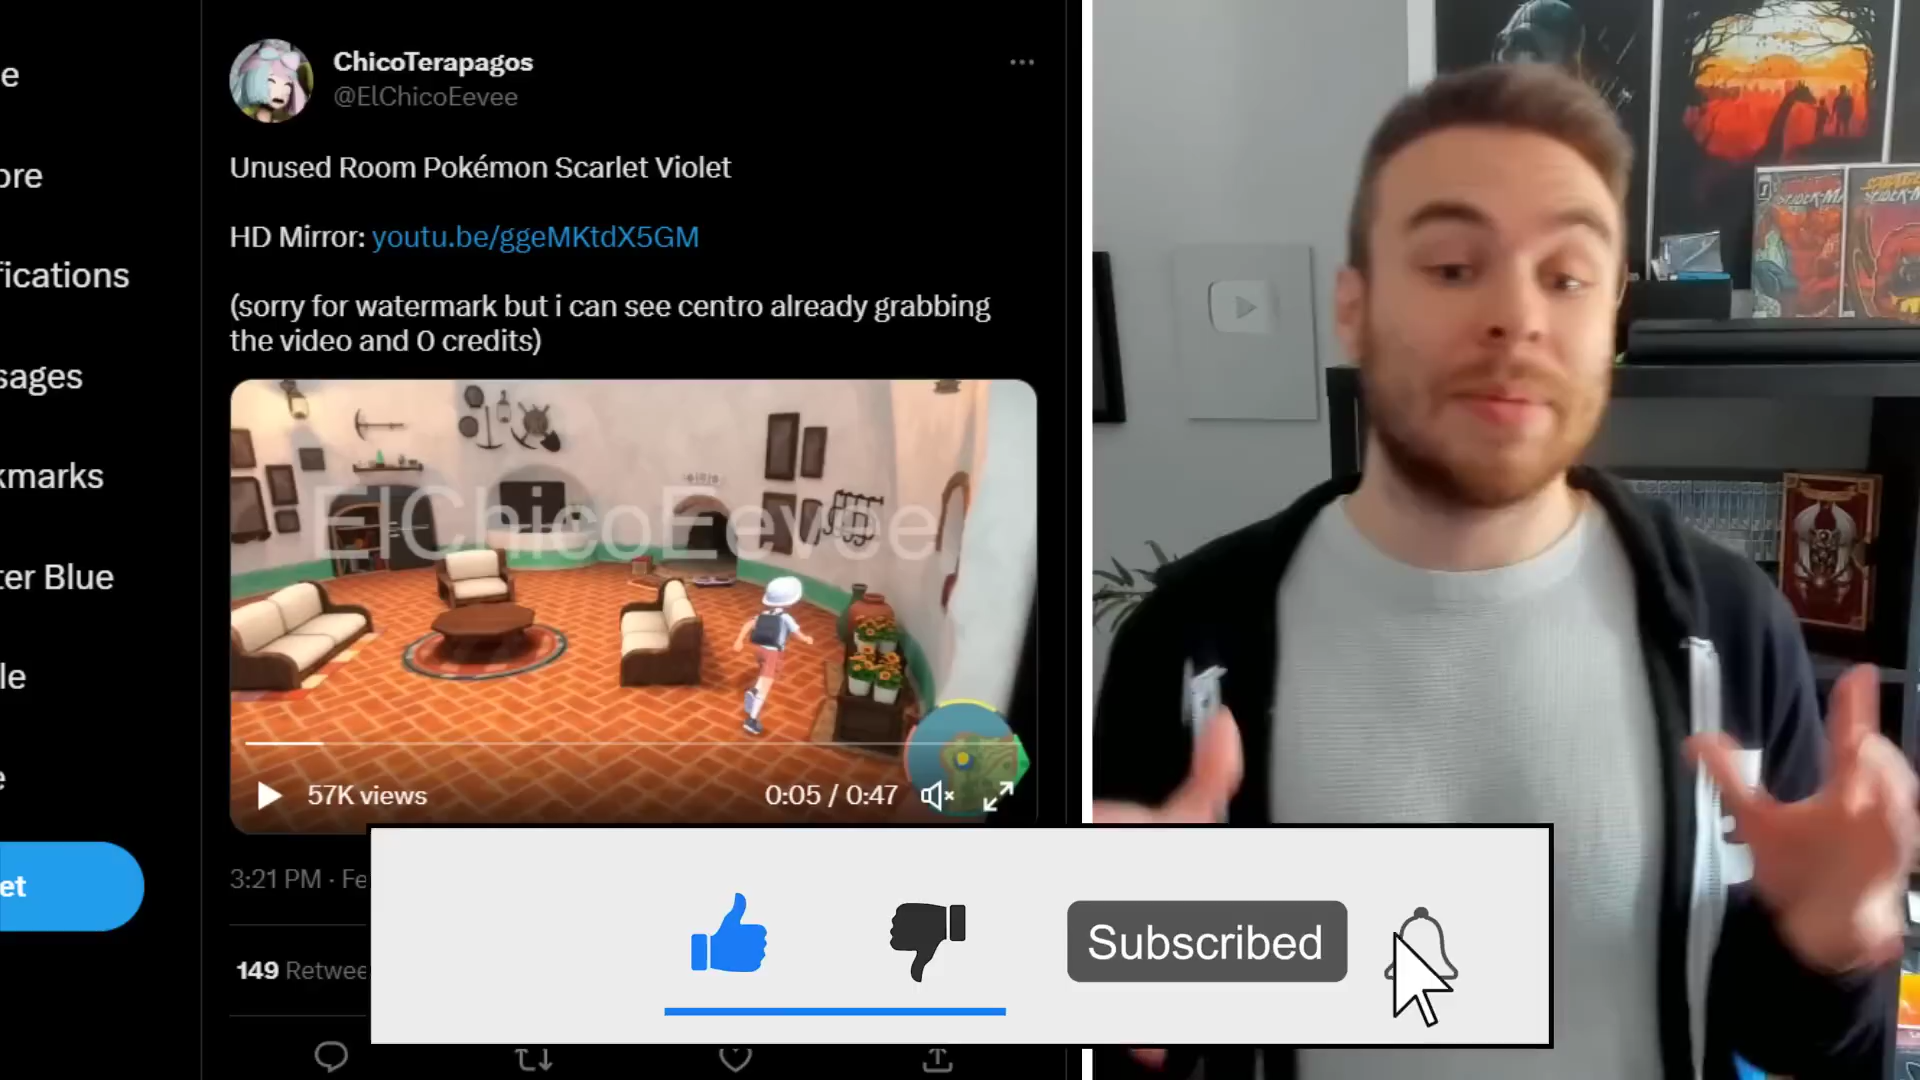 e
ore
fications
sages
kmarks
ter Blue
le
e
et
ChicoTerapagos
@ElChicoEevee
Unused Room Pokémon Scarlet Violet
HD Mirror: youtu.be/ggeMKtdX5GM
(sorry for watermark but i can see centro already grabbing
the video and 0 credits)
ElChicoEevee
57K views
0:05 / 0:47
3:21 PM · Fe
149 Retwee
Subscribed